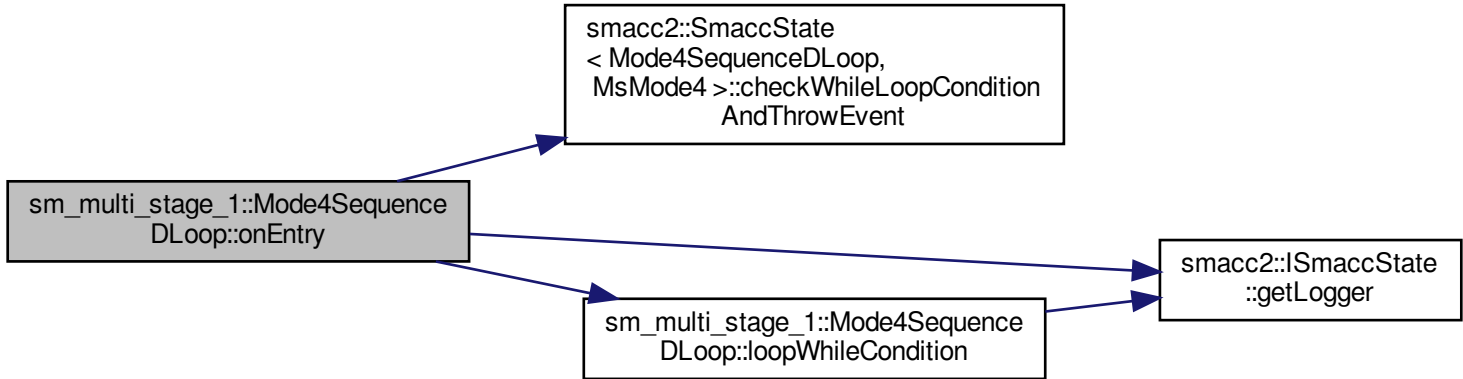 smacc2::SmaccState
< Mode4SequenceDLoop,
MsMode4 >::checkWhileLoopCondition
AndThrowEvent
sm_multi_stage_1::Mode4Sequence
DLoop::onEntry
smacc2::ISmaccState
::getLogger
sm_multi_stage_1::Mode4Sequence
DLoop::loopWhileCondition